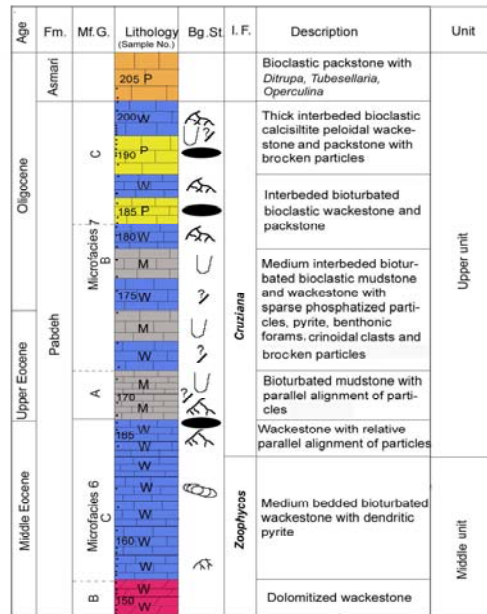 Age
Fm.
Mf. G.
Lithology
(Sample No.)
Bg.St.
I. F.
Description
Unit
Asmari
205 P
Bioclastic packstone with
Ditrupa, Tubesellaria,
Operculina
Oligocene
Pabdeh
Microfacies 7
C
200 W
?
190 P
Cruziana
Thick interbeded bioclastic
calcisiltite peloidal wacke-
stone and packstone with
brocken particles
Upper unit
W
185 P
Interbeded bioturbated
bioclastic wackestone and
packstone
B
180 W
M
175 W
?
Medium interbeded biotur-
bated bioclastic mudstone
and wackestone with
sparse phosphatized parti-
cles, pyrite, benthonic
forams, crinoidal clasts and
brocken particles
Upper Eocene
M
W
?
A
M
170
M
?
Bioturbated mudstone with
parallel alignment of parti-
cles
Middle Eocene
Microfacies 6
C
W
185
W
Wackestone with relative
parallel alignment of particles
W
W
W
160 W
W
Zoophycos
Medium bedded bioturbated
wackestone with dendritic
pyrite
Middle unit
B
W
150
W
Dolomitized wackestone